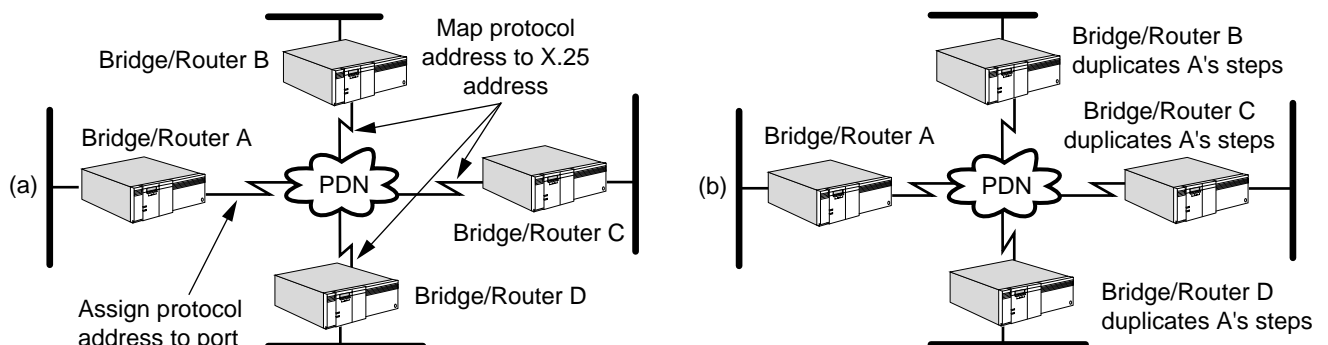 (a)
Bridge/Router B
Map protocol
address to X.25
address
Bridge/Router A
PDN
Bridge/Router C
Bridge/Router D
Assign protocol
address to port
(b)
Bridge/Router B
duplicates A's steps
Bridge/Router A
Bridge/Router C
duplicates A's steps
PDN
Bridge/Router D
duplicates A's steps